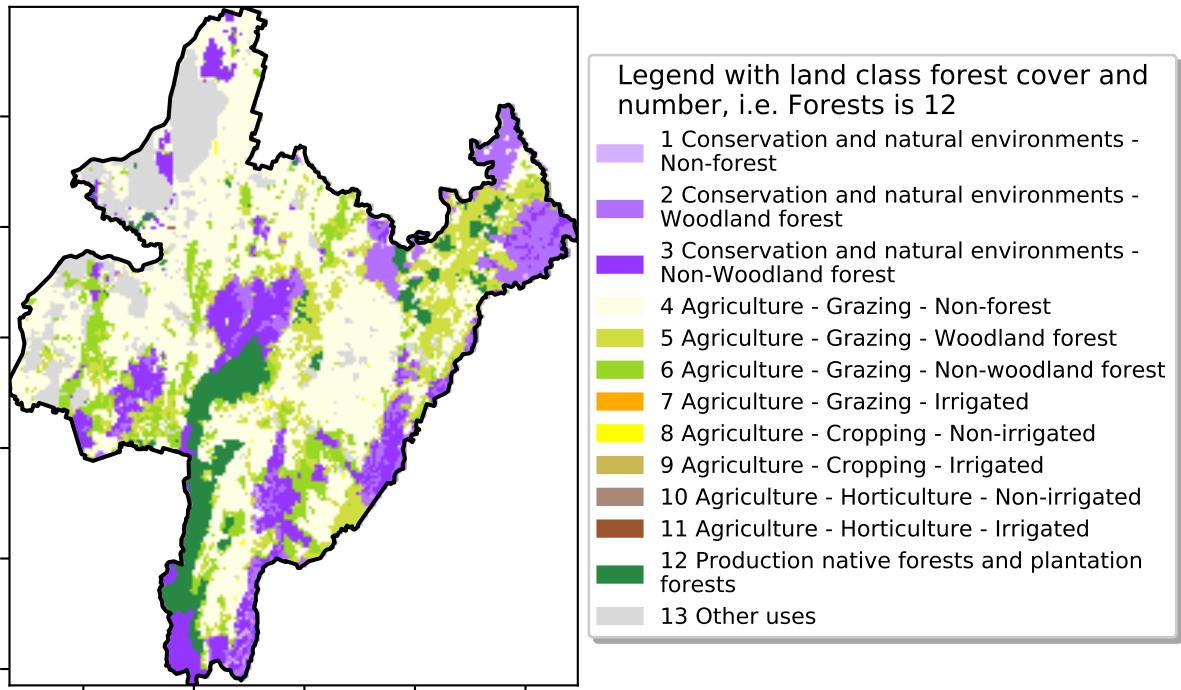 Legend with land class forest cover and
number, i.e. Forests is 12
1 Conservation and natural environments -
Non-forest
2 Conservation and natural environments -
Woodland forest
3 Conservation and natural environments -
Non-Woodland forest
4 Agriculture - Grazing - Non-forest
5 Agriculture - Grazing - Woodland forest
6 Agriculture - Grazing - Non-woodland forest
7 Agriculture - Grazing - Irrigated
8 Agriculture - Cropping - Non-irrigated
9 Agriculture - Cropping - Irrigated
10 Agriculture - Horticulture - Non-irrigated
11 Agriculture - Horticulture - Irrigated
12 Production native forests and plantation
forests
13 Other uses